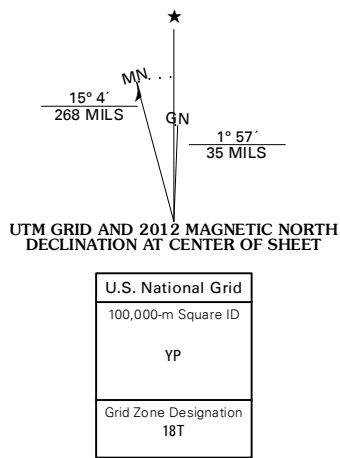 ★
MN
15° 4´
268 MILS
GN
1° 57´
35 MILS
UTM GRID AND 2012 MAGNETIC NORTH
DECLINATION AT CENTER OF SHEET
U.S. National Grid
100,000-m Square ID
YP
Grid Zone Designation
18T